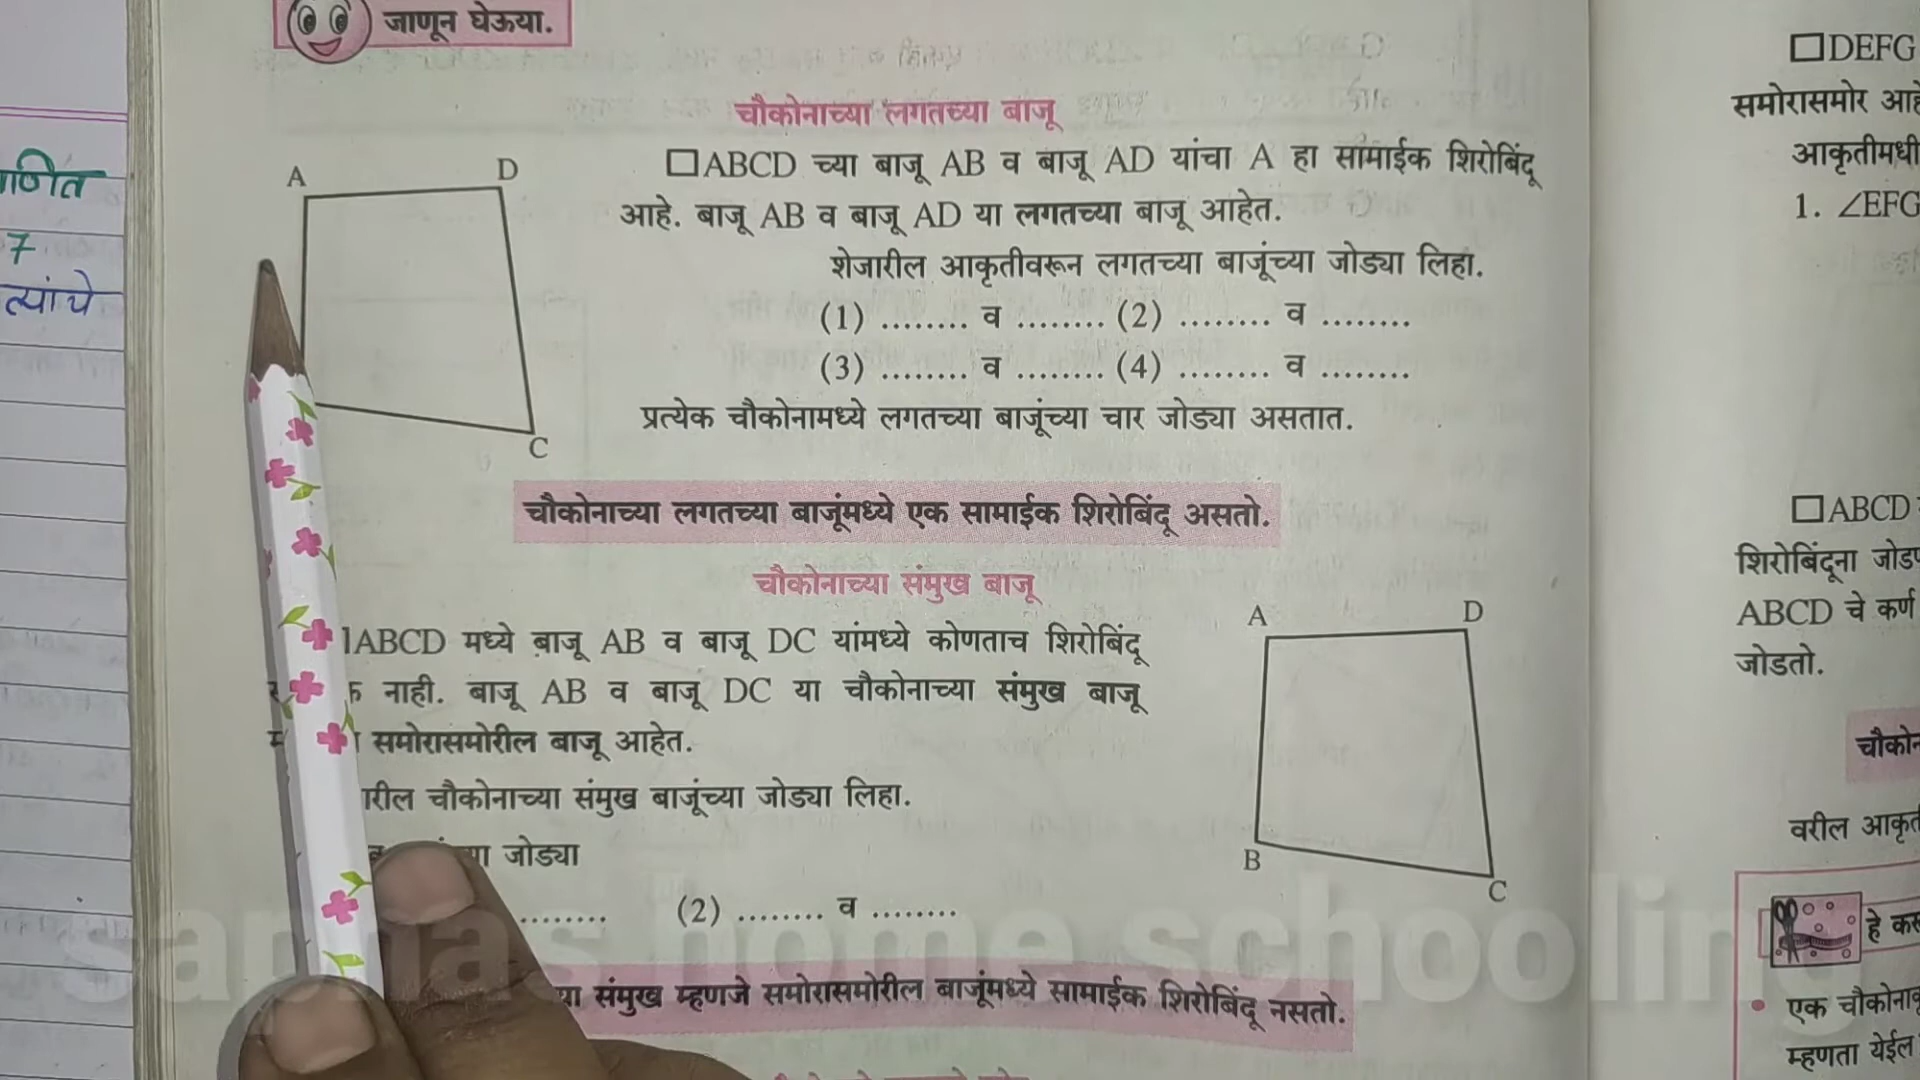 जाणून घेऊया.
चौकोनाच्या लगतच्या बाजू
A
D
C
□ABCD च्या बाजू AB व बाजू AD यांचा A हा सामाईक शिरोबिंदू
आहे. बाजू AB व बाजू AD या लगतच्या बाजू आहेत.
शेजारील आकृतीवरून लगतच्या बाजूंच्या जोड्या लिहा.
(1) ........ व ........ (2) ........ व ........
(3) ........ व ........ (4) ........ व ........
प्रत्येक चौकोनामध्ये लगतच्या बाजूंच्या चार जोड्या असतात.
चौकोनाच्या लगतच्या बाजूंमध्ये एक सामाईक शिरोबिंदू असतो.
चौकोनाच्या संमुख बाजू
ABCD मध्ये बाजू AB व बाजू DC यांमध्ये कोणताच शिरोबिंदू
नाही. बाजू AB व बाजू DC या चौकोनाच्या संमुख बाजू
समोरासमोरील बाजू आहेत.
चौकोनाच्या संमुख बाजूंच्या जोड्या लिहा.
जोड्या
........ (2) ........ व ........
संमुख म्हणजे समोरासमोरील बाजूंमध्ये सामाईक शिरोबिंदू नसतो.
A
D
B
C
□DEFG
समोरासमोर
आकृतीमधी
1. ∠EFG
□ABCD
शिरोबिंदूना
ABCD चे कर्ण
जोडतो.
वरील
हे
एक
म्हणता येईल
7
त्यांचे
home schooling